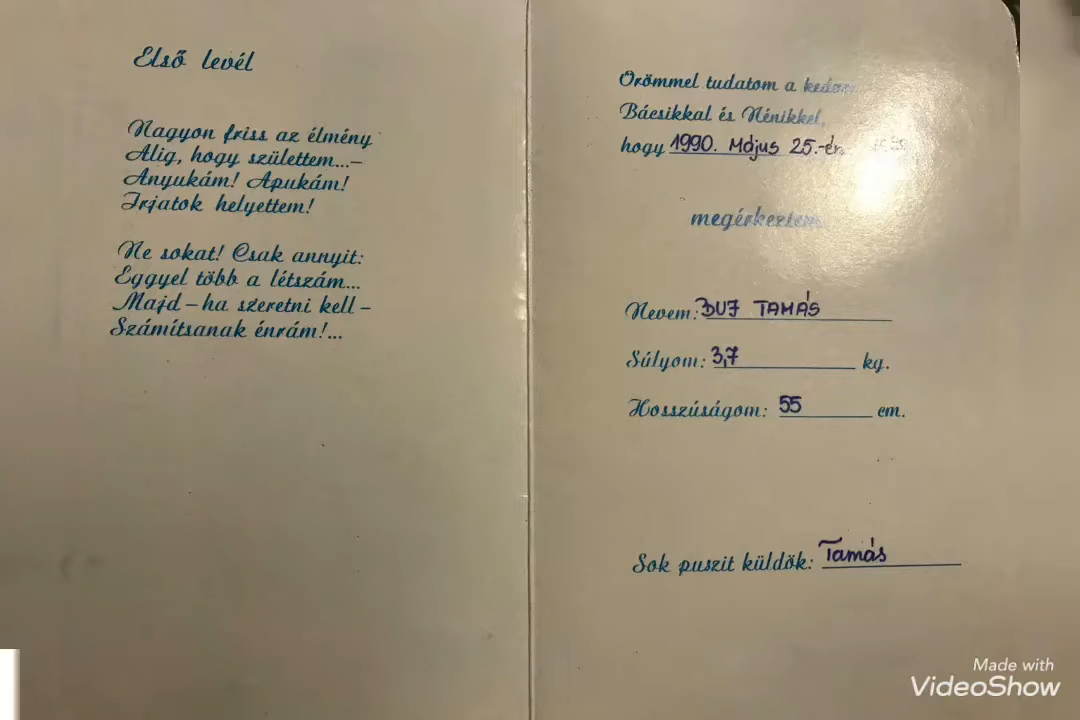 Első levél
Nagyon friss az élmény
Alig, hogy születtem...–
Anyukám! Apukám!
Irjatok helyettem!
Ne sokat! Csak annyit:
Eggyel több a létszám...
Majd – ha szeretni kell –
Számítsanak énrám!...
Örömmel tudatom a
Bácsikkal és Nénikkel,
hogy 1990. Május 25.-én
megérkeztem
Nevem: BUJ TAMÁS
Súlyom: 3,7 kg.
Hosszúságom: 55 cm.
Sok puszit küldök: Tamás
Made with
VideoShow